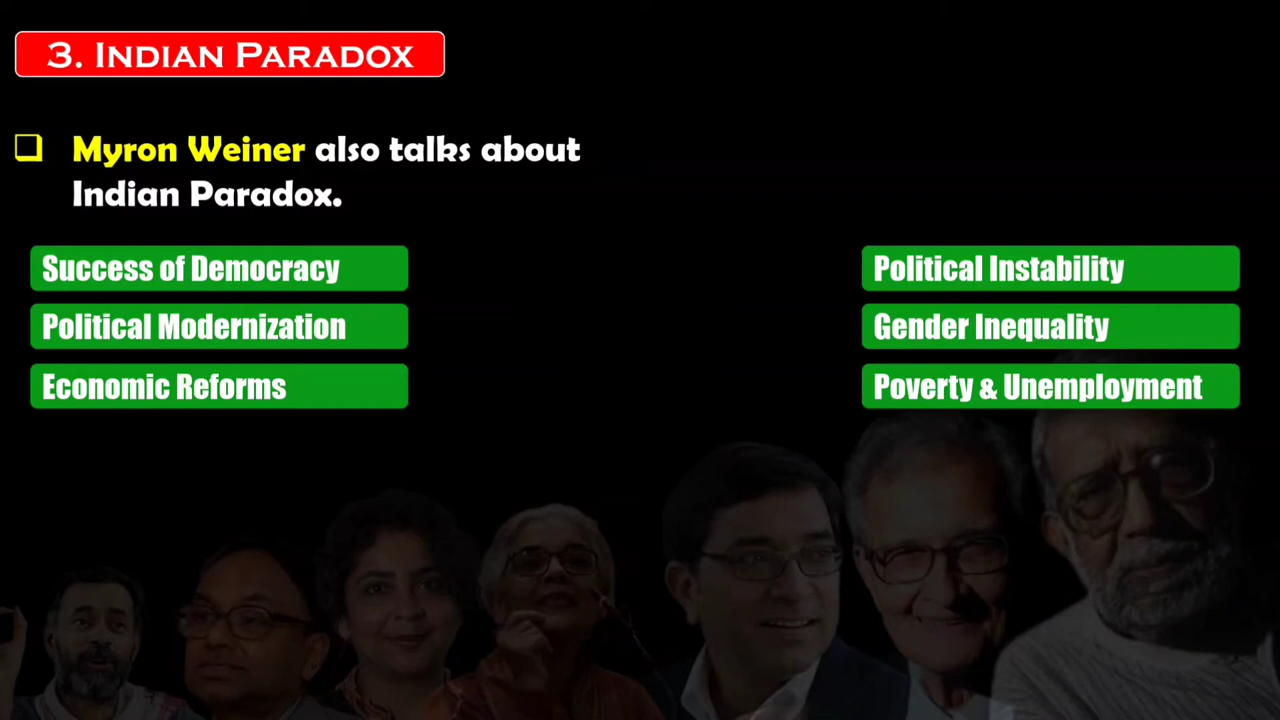 3. Indian Paradox
Myron Weiner also talks about
Indian Paradox.
Success of Democracy
Political Modernization
Economic Reforms
Political Instability
Gender Inequality
Poverty & Unemployment